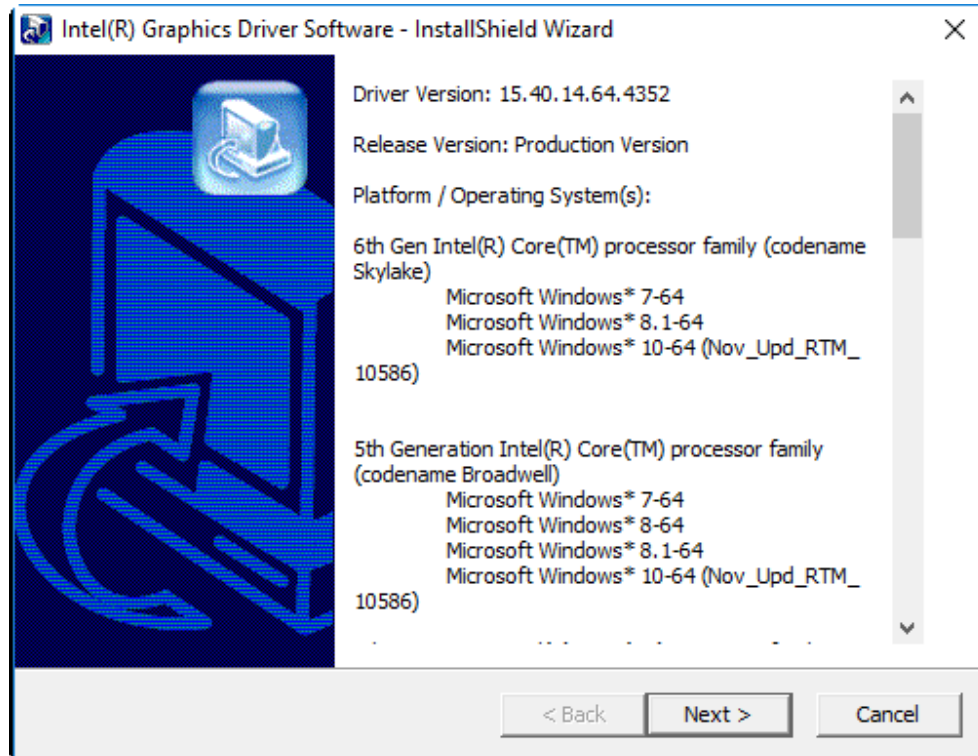 Intel(R) Graphics Driver Software - InstallShield Wizard
Driver Version: 15.40.14.64.4352
Release Version: Production Version
Platform / Operating System(s):
6th Gen Intel(R) Core(TM) processor family (codename
Skylake)
Microsoft Windows* 7-64
Microsoft Windows* 8.1-64
Microsoft Windows* 10-64 (Nov_Upd_RTM_
10586)
5th Generation Intel(R) Core(TM) processor family
(codename Broadwell)
Microsoft Windows* 7-64
Microsoft Windows* 8-64
Microsoft Windows* 8.1-64
Microsoft Windows* 10-64 (Nov_Upd_RTM_
10586)
< Back
Next >
Cancel